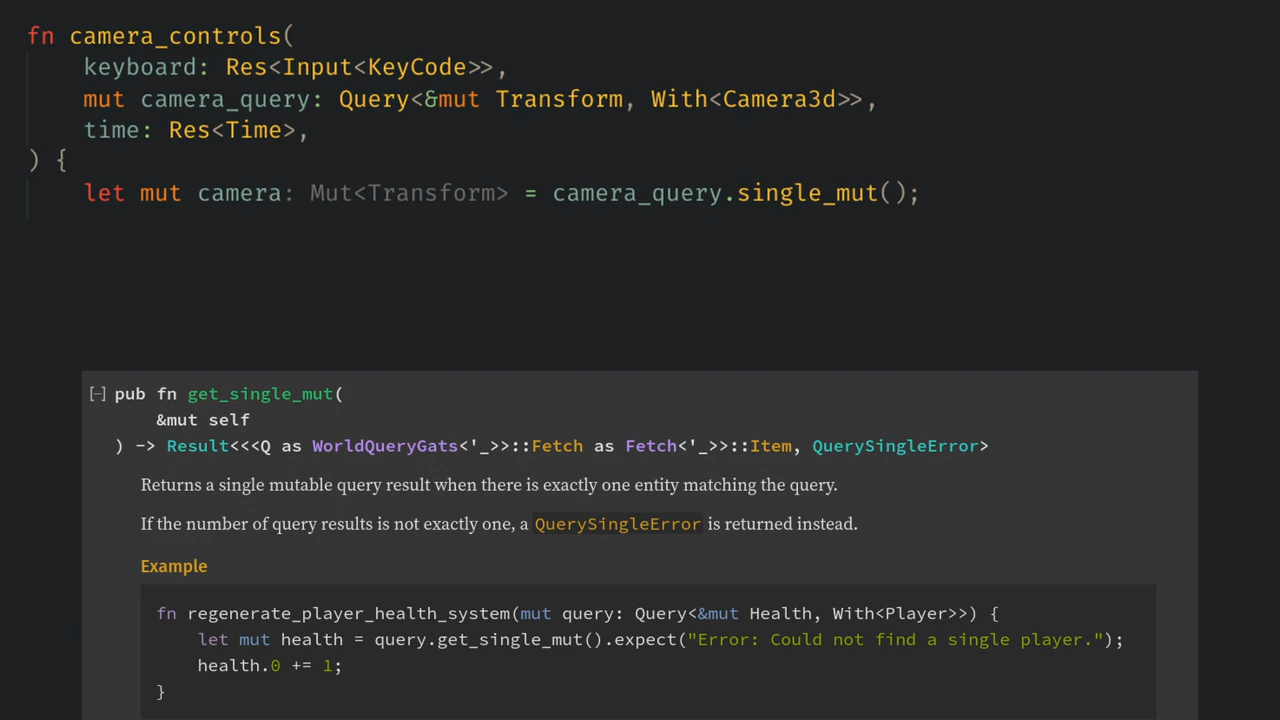 fn camera_controls(
keyboard: Res<Input<KeyCode>>,
mut camera_query: Query<&mut Transform, With<Camera3d>>,
time: Res<Time>,
) {
let mut camera: Mut<Transform> = camera_query.single_mut();
[−] pub fn get_single_mut(
&mut self
) -> Result<<<Q as WorldQueryGats<'_>>::Fetch as Fetch<'_>>::Item, QuerySingleError>
Returns a single mutable query result when there is exactly one entity matching the query.
If the number of query results is not exactly one, a QuerySingleError is returned instead.
Example
fn regenerate_player_health_system(mut query: Query<&mut Health, With<Player>>) {
let mut health = query.get_single_mut().expect("Error: Could not find a single player.");
health.0 += 1;
}